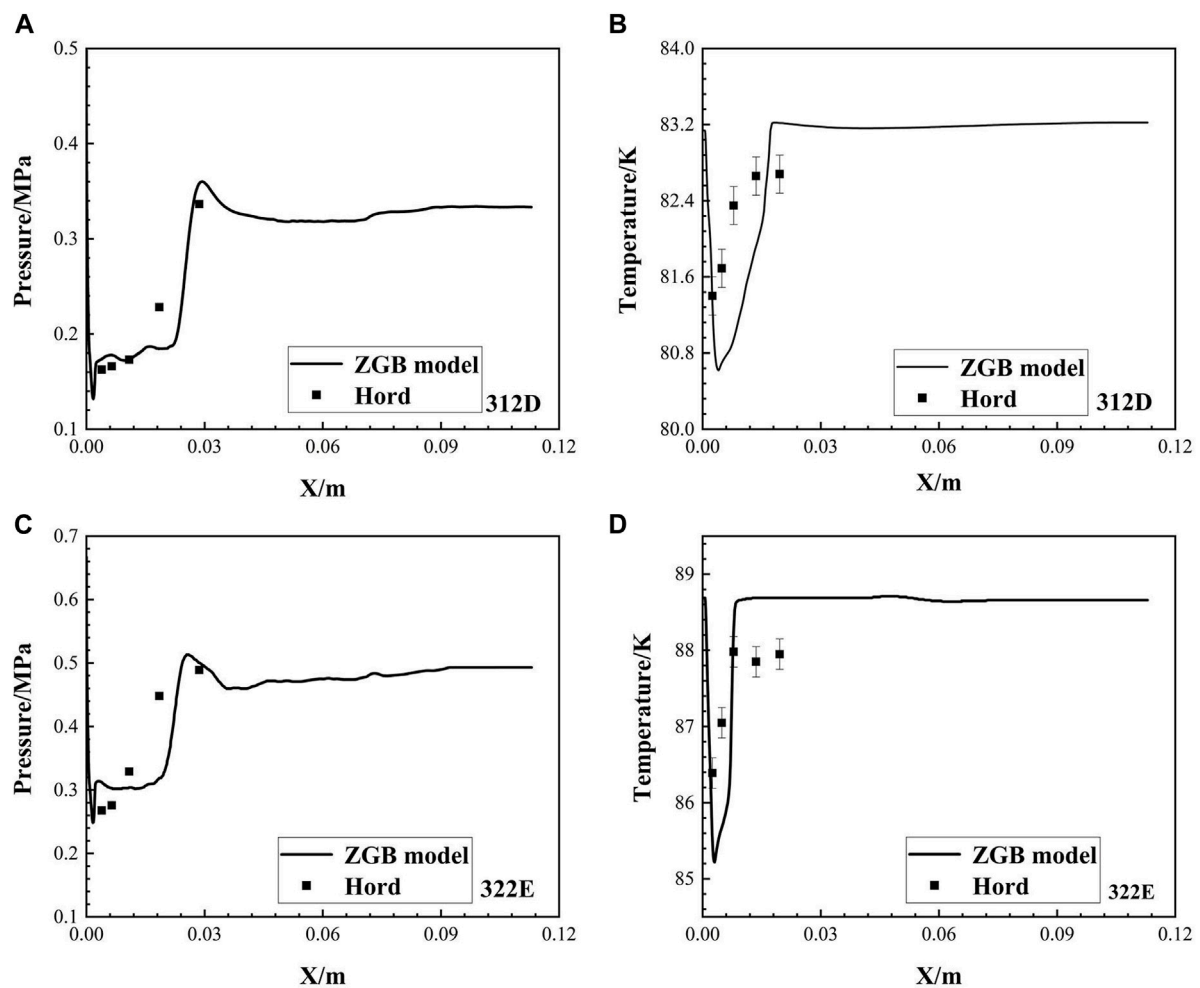 A
0.5
0.4
0.3
0.2
0.1
Pressure/MPa
ZGB model
Hord
312D
0.00
0.03
0.06
0.09
0.12
X/m
B
84.0
83.2
82.4
81.6
80.8
80.0
Temperature/K
ZGB model
Hord
312D
0.00
0.03
0.06
0.09
0.12
X/m
C
0.7
0.6
0.5
0.4
0.3
0.2
0.1
Pressure/MPa
ZGB model
Hord
322E
0.00
0.03
0.06
0.09
0.12
X/m
D
89
88
87
86
85
Temperature/K
ZGB model
Hord
322E
0.00
0.03
0.06
0.09
0.12
X/m